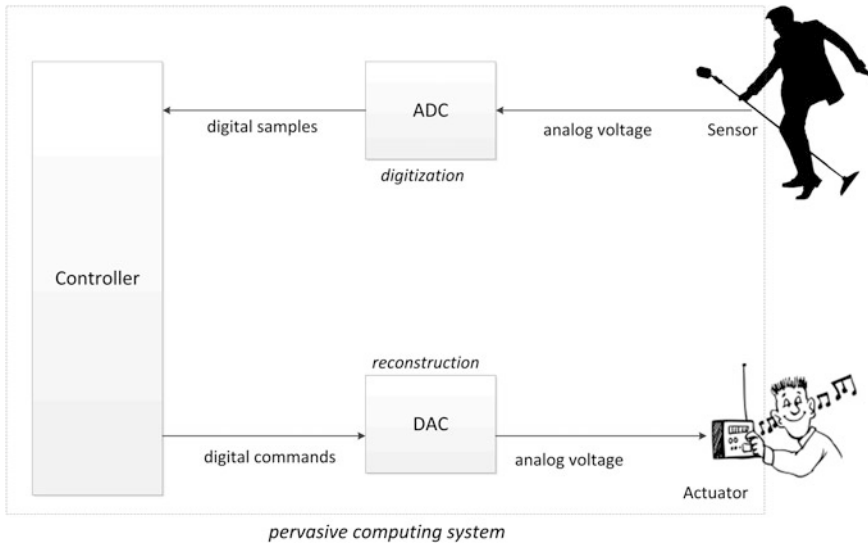 ADC
digital samples
analog voltage
Sensor
digitization
Controller
reconstruction
DAC
digital commands
analog voltage
Actuator
pervasive computing system